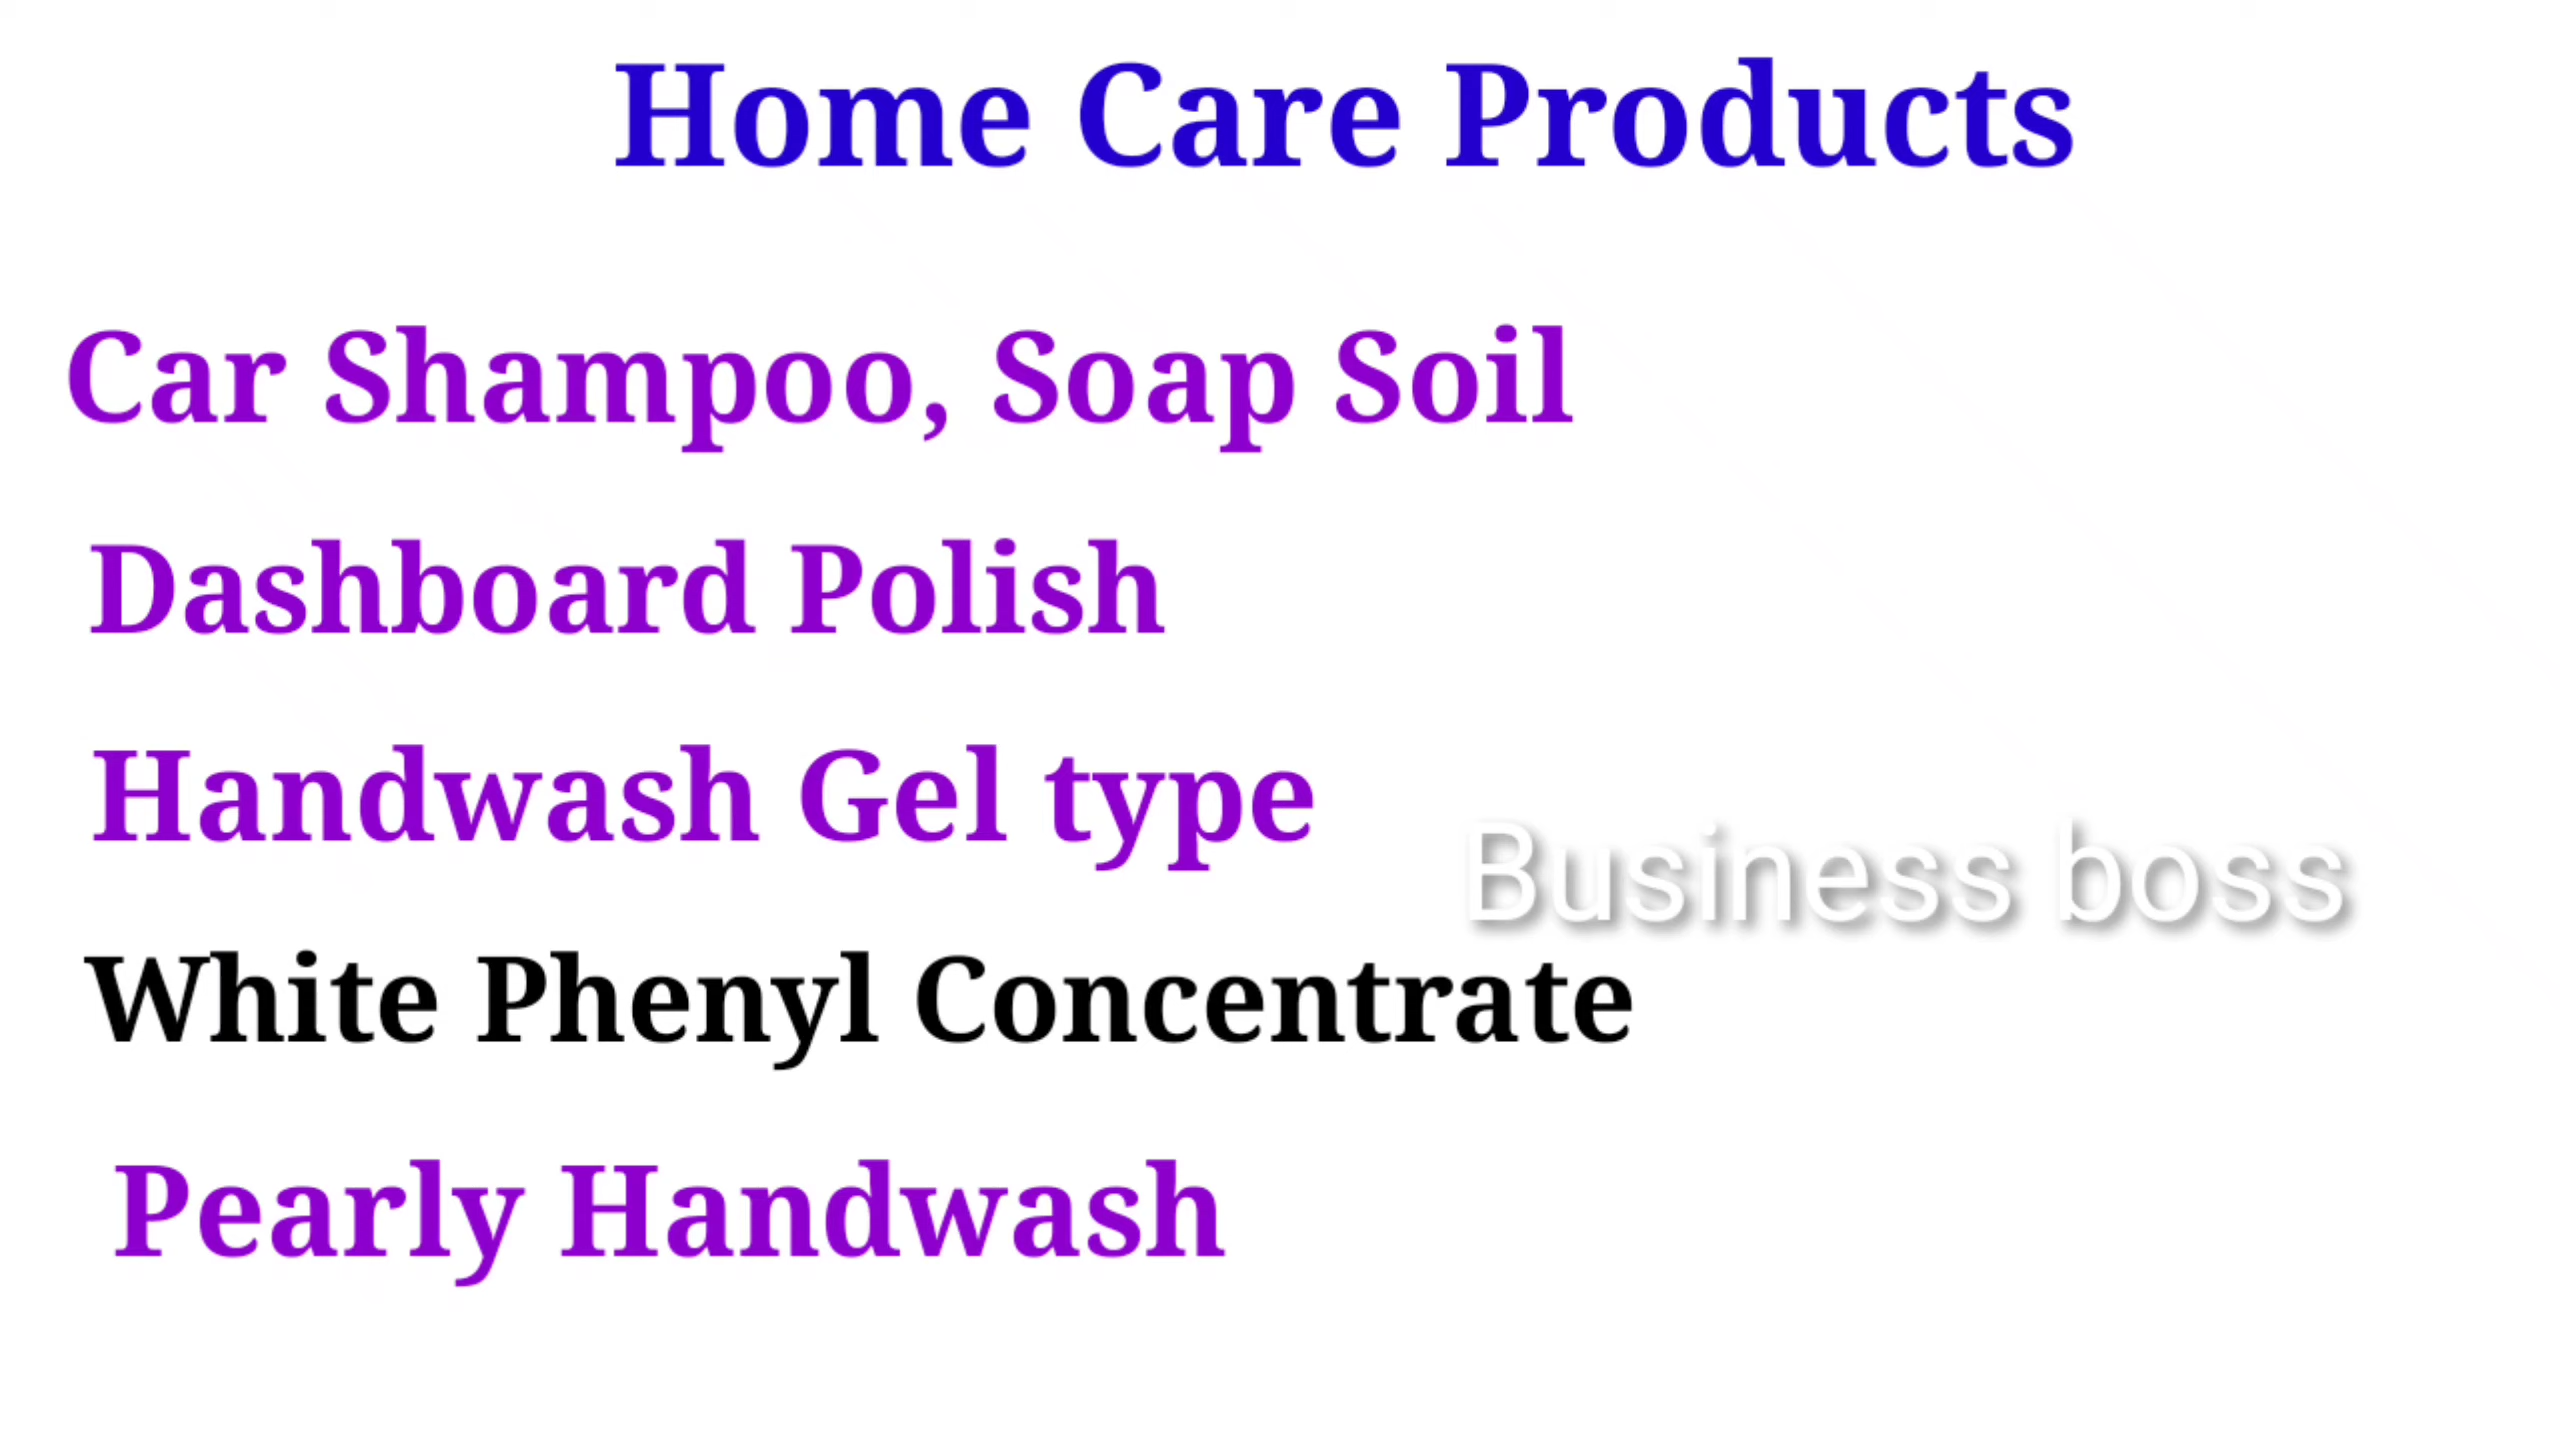 Home Care Products
Car Shampoo, Soap Soil
Dashboard Polish
Handwash Gel type
Business boss
White Phenyl Concentrate
Pearly Handwash